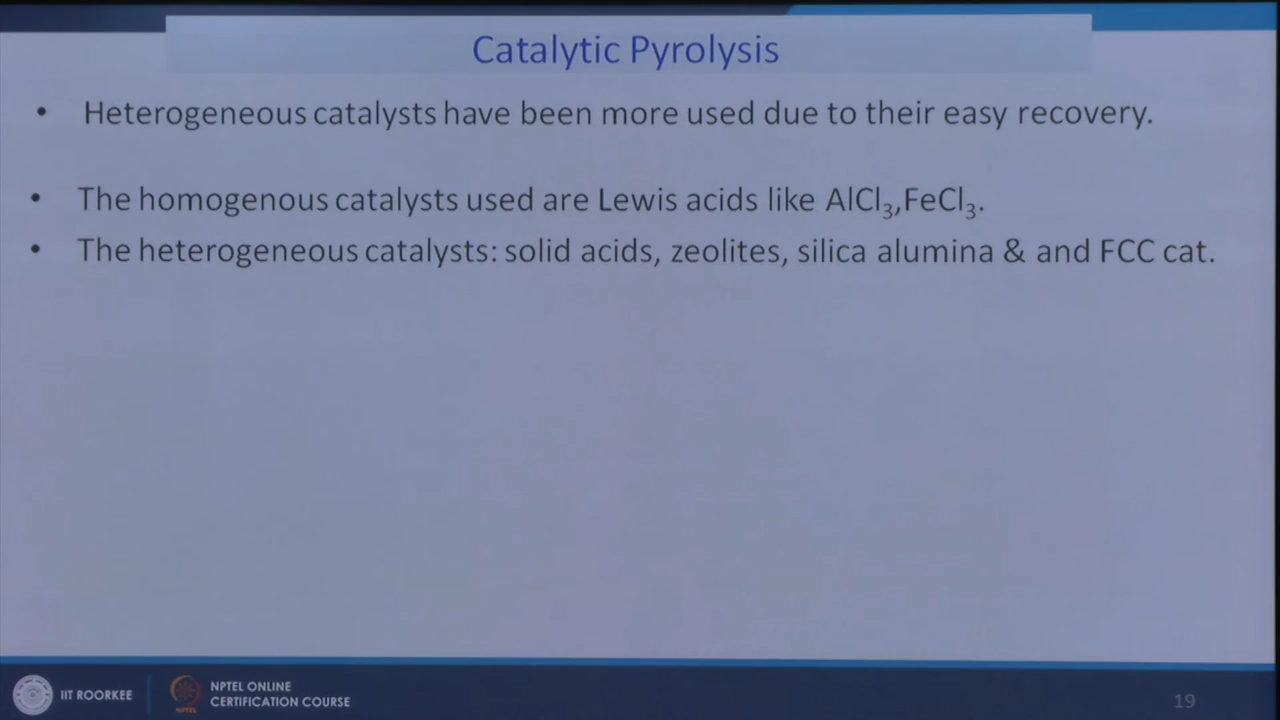 Catalytic Pyrolysis
• Heterogeneous catalysts have been more used due to their easy recovery.
• The homogenous catalysts used are Lewis acids like AlCl₃,FeCl₃.
• The heterogeneous catalysts: solid acids, zeolites, silica alumina & and FCC cat.
IIT ROORKEE
NPTEL
NPTEL ONLINE
CERTIFICATION COURSE
19